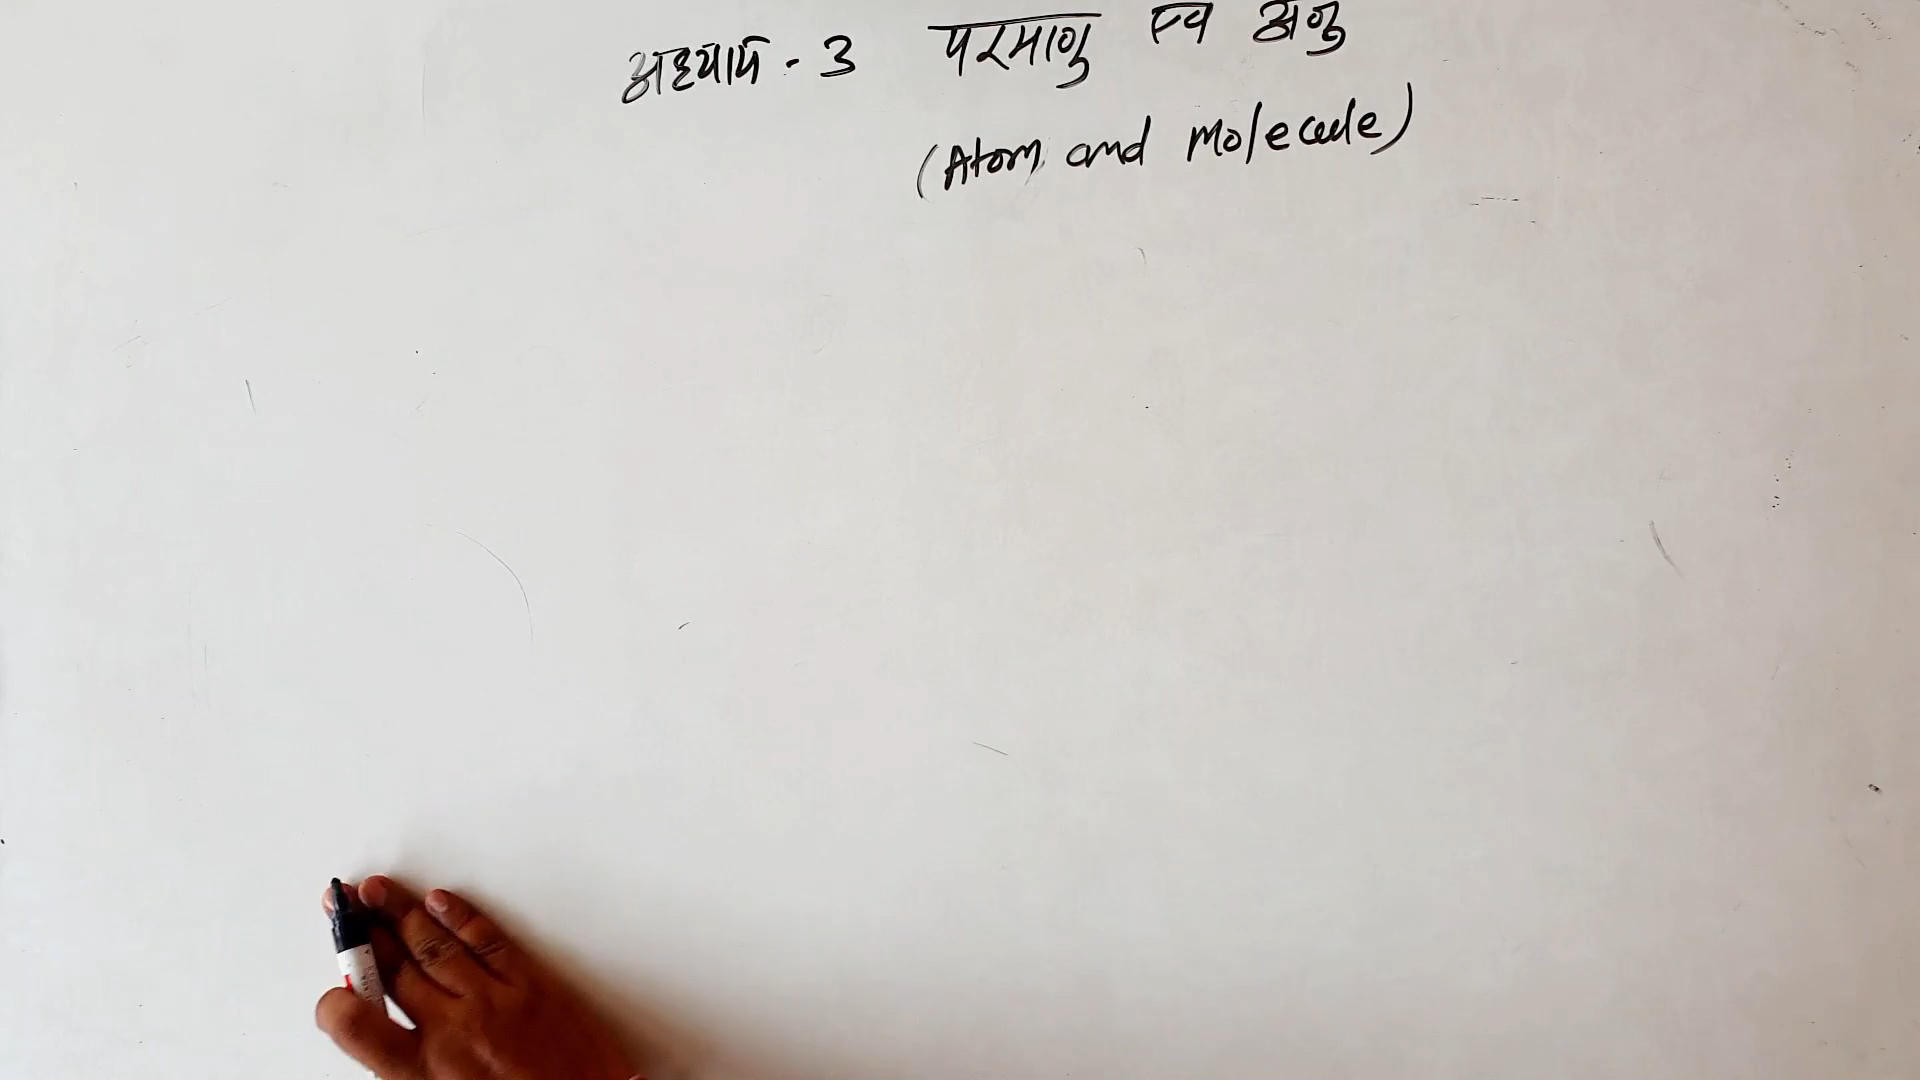 अध्याय - 3 परमाणु एवं अणु
(Atom and Molecule)